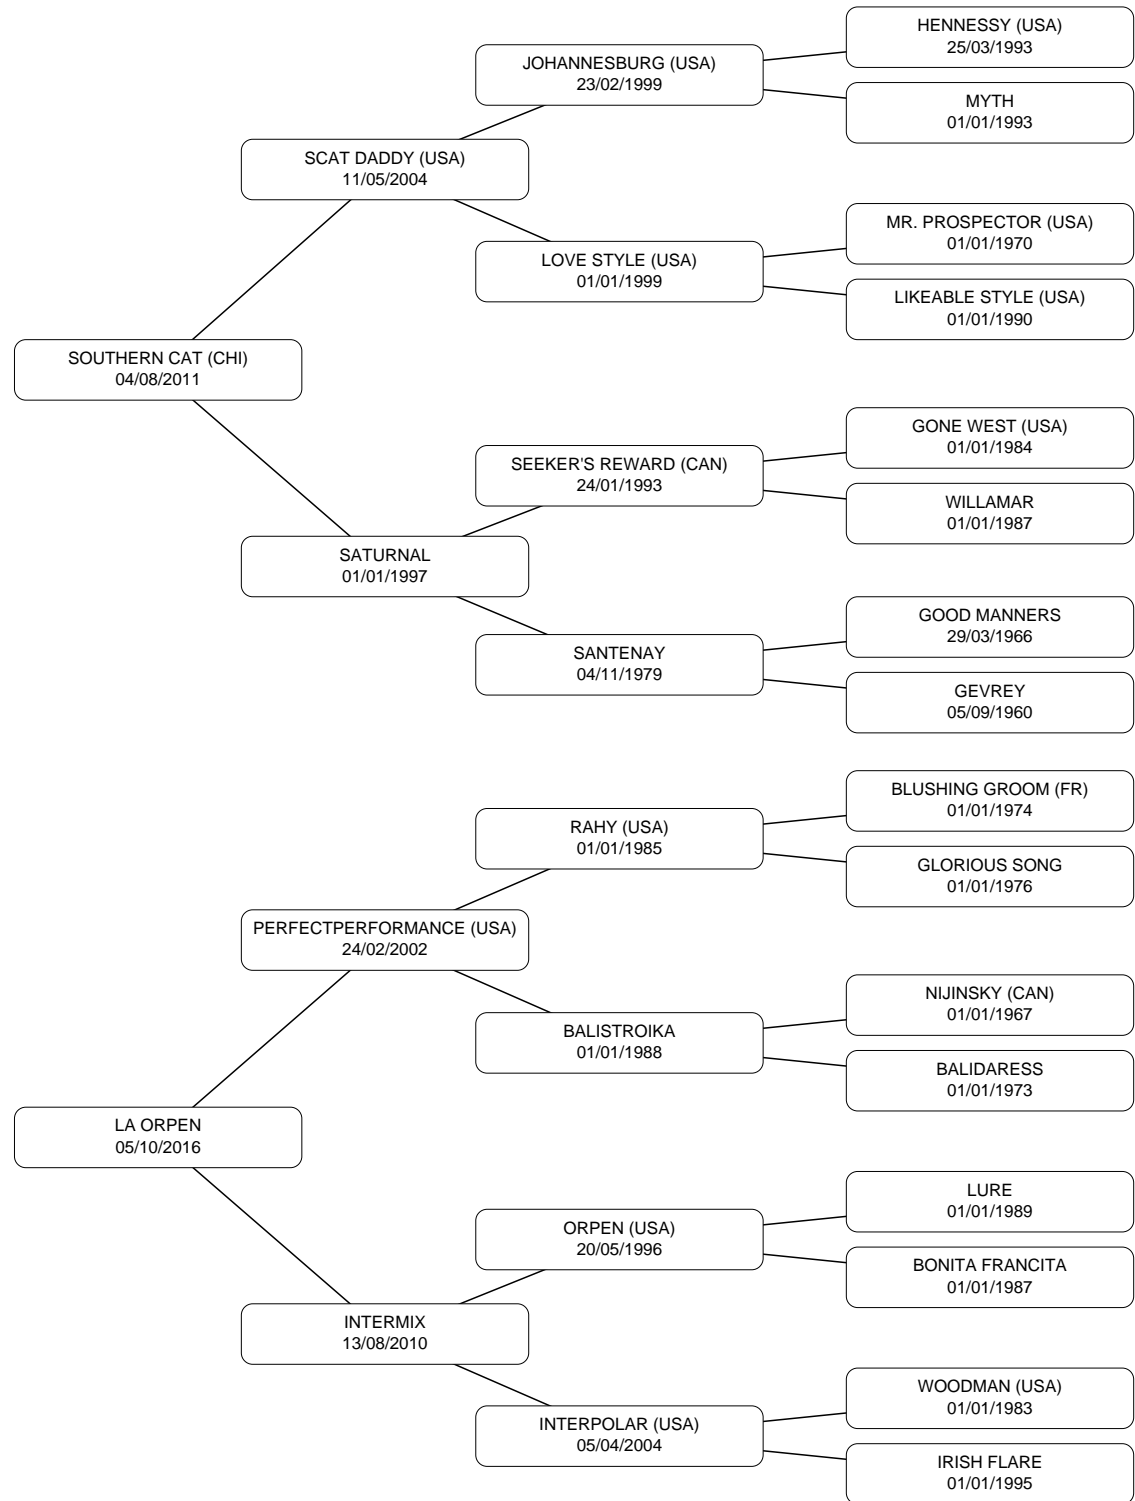 HENNESSY (USA)
25/03/1993
JOHANNESBURG (USA)
23/02/1999
MYTH
01/01/1993
SCAT DADDY (USA)
11/05/2004
MR. PROSPECTOR (USA)
01/01/1970
LOVE STYLE (USA)
01/01/1999
LIKEABLE STYLE (USA)
01/01/1990
SOUTHERN CAT (CHI)
04/08/2011
GONE WEST (USA)
01/01/1984
SEEKER'S REWARD (CAN)
24/01/1993
WILLAMAR
01/01/1987
SATURNAL
01/01/1997
GOOD MANNERS
29/03/1966
SANTENAY
04/11/1979
GEVREY
05/09/1960
BLUSHING GROOM (FR)
01/01/1974
RAHY (USA)
01/01/1985
GLORIOUS SONG
01/01/1976
PERFECTPERFORMANCE (USA)
24/02/2002
NIJINSKY (CAN)
01/01/1967
BALISTROIKA
01/01/1988
BALIDARESS
01/01/1973
LA ORPEN
05/10/2016
LURE
01/01/1989
ORPEN (USA)
20/05/1996
BONITA FRANCITA
01/01/1987
INTERMIX
13/08/2010
WOODMAN (USA)
01/01/1983
INTERPOLAR (USA)
05/04/2004
IRISH FLARE
01/01/1995